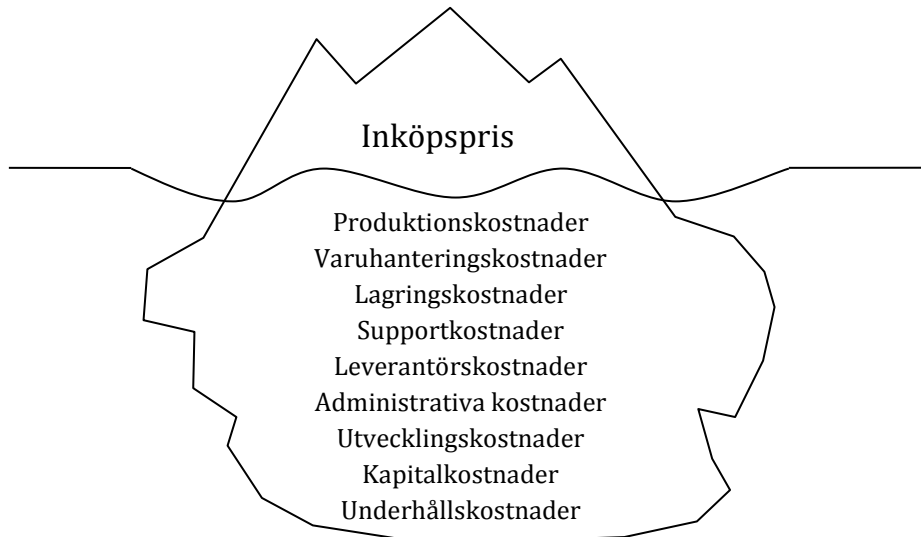 Inköpspris
Produktionskostnader
Varuhanteringskostnader
Lagringskostnader
Supportkostnader
Leverantörskostnader
Administrativa kostnader
Utvecklingskostnader
Kapitalkostnader
Underhållskostnader